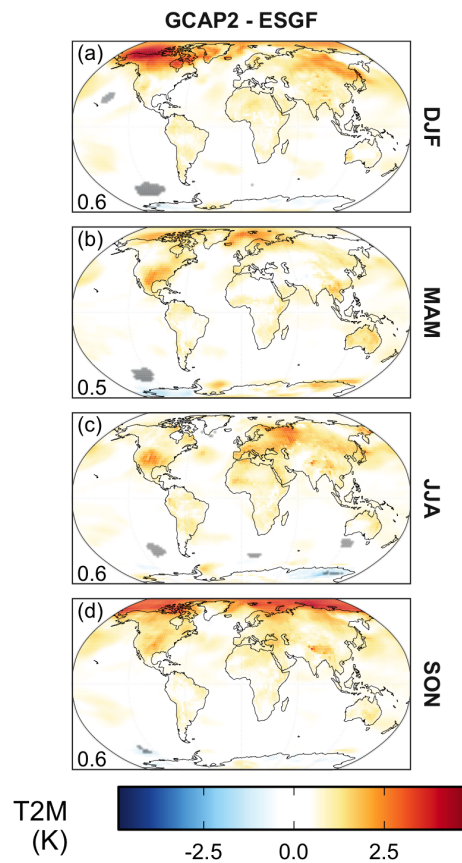 GCAP2 - ESGF
(a)
DJF
0.6
(b)
MAM
0.5
(c)
JJA
0.6
(d)
SON
0.6
T2M
(K)
-2.5 0.0 2.5